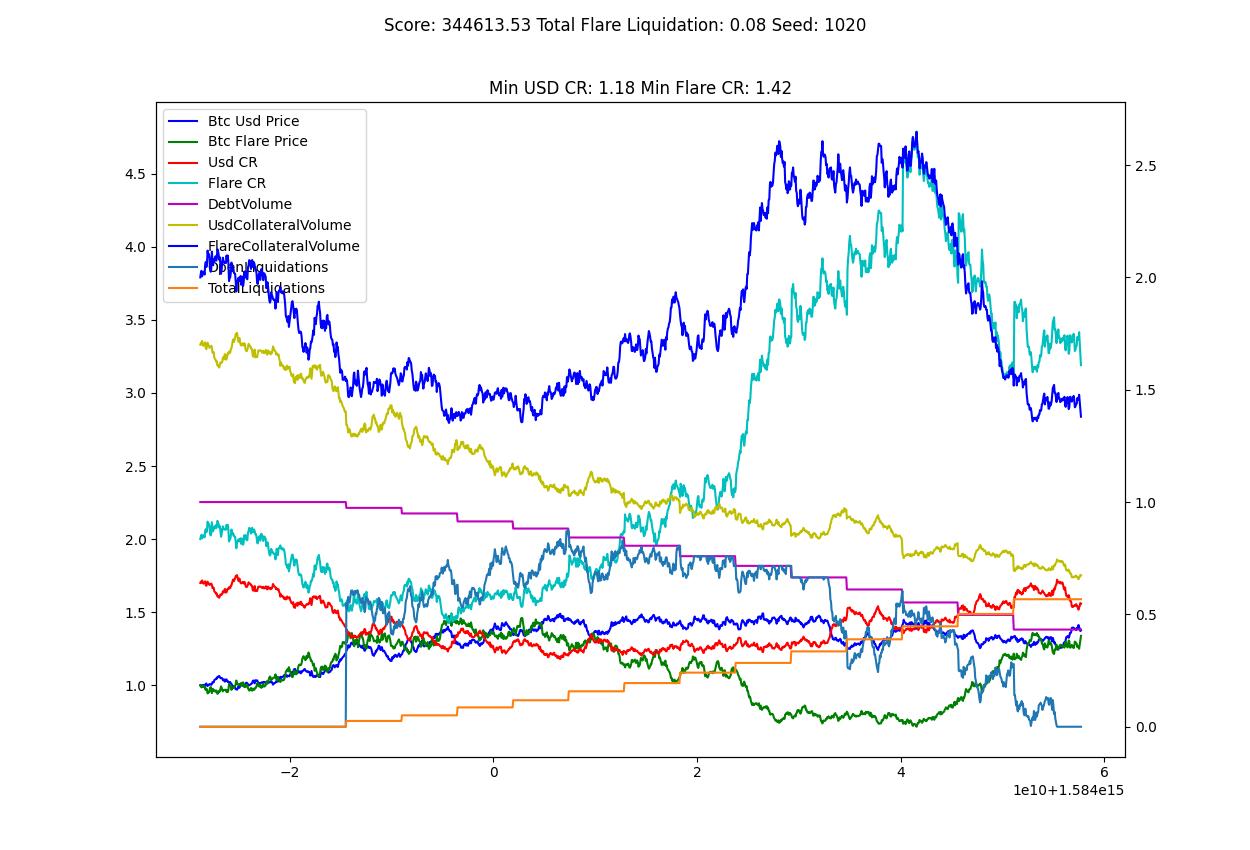 Score: 344613.53 Total Flare Liquidation: 0.08 Seed: 1020
Min USD CR: 1.18 Min Flare CR: 1.42
Btc Usd Price
Btc Flare Price
Usd CR
Flare CR
DebtVolume
UsdCollateralVolume
FlareCollateralVolume
OpenLiquidations
TotalLiquidations
4.5
4.0
3.5
3.0
2.5
2.0
1.5
1.0
2.5
2.0
1.5
1.0
0.5
0.0
−2 0 2 4 6
1e10+1.584e15